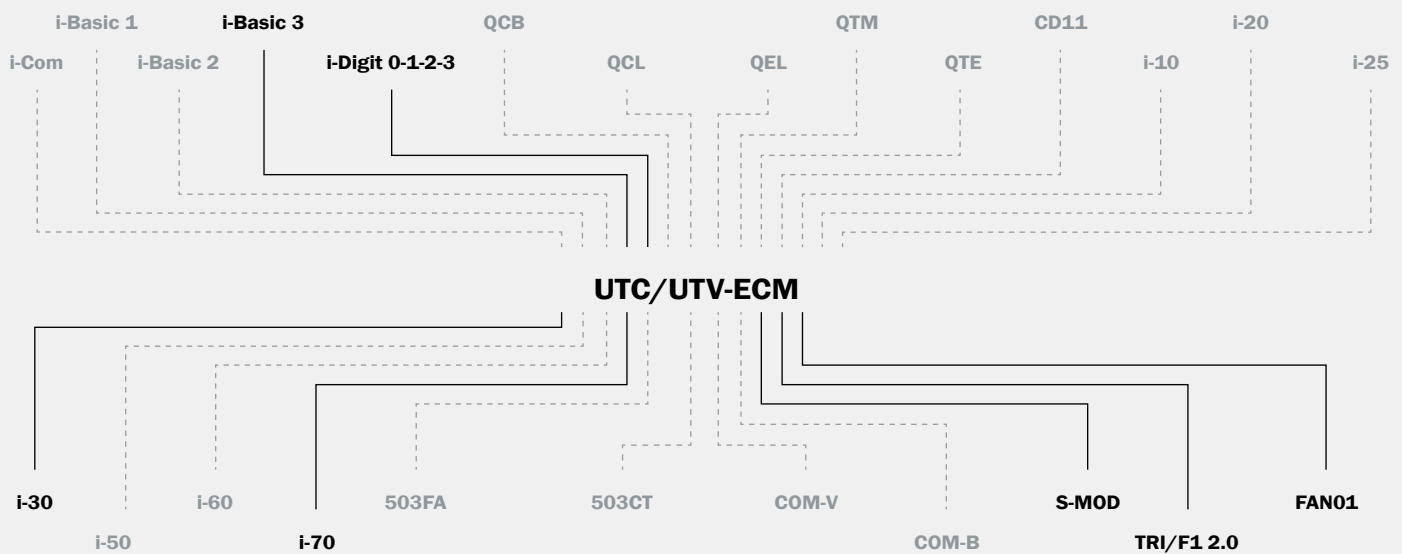 i-Basic 1
i-Basic 3
QCB
QTM
CD11
i-20
i-Com
i-Basic 2
i-Digit 0-1-2-3
QCL
QEL
QTE
i-10
i-25
UTC/UTV-ECM
i-30
i-60
503FA
503CT
COM-V
S-MOD
FAN01
i-50
i-70
COM-B
TRI/F1 2.0